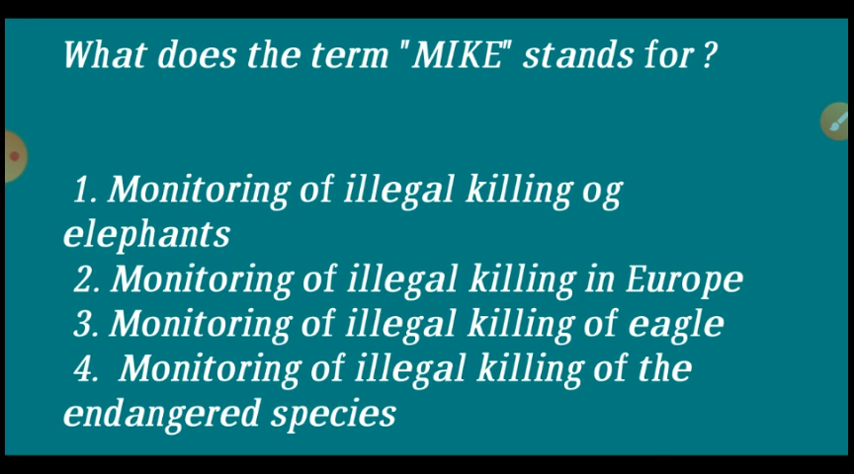 What does the term "MIKE" stands for ?
1. Monitoring of illegal killing og
elephants
2. Monitoring of illegal killing in Europe
3. Monitoring of illegal killing of eagle
4. Monitoring of illegal killing of the
endangered species